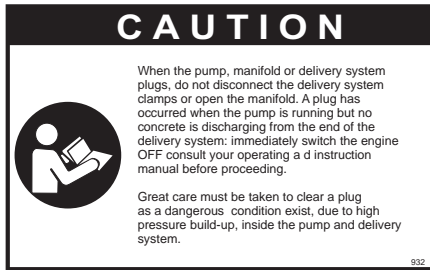 CAUTION
When the pump, manifold or delivery system
plugs, do not disconnect the delivery system
clamps or open the manifold. A plug has
occurred when the pump is running but no
concrete is discharging from the end of the
delivery system: immediately switch the engine
OFF consult your operating a d instruction
manual before proceeding.
Great care must be taken to clear a plug
as a dangerous condition exist, due to high
pressure build-up, inside the pump and delivery
system.
932